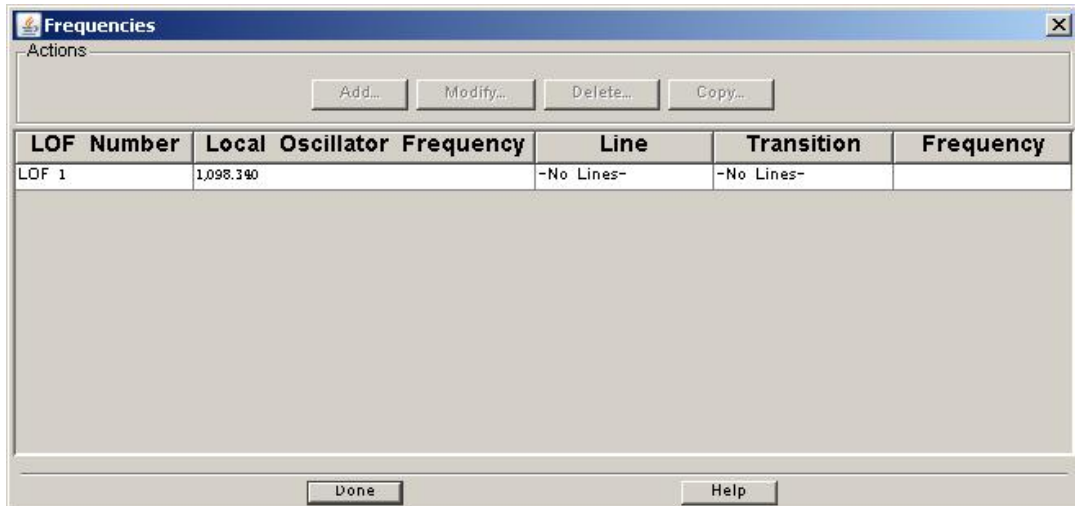 Frequencies
Actions
Add... Modify... Delete... Copy...
LOF Number Local Oscillator Frequency Line Transition Frequency
LOF 1 1,098.340 -No Lines- -No Lines-
Done Help